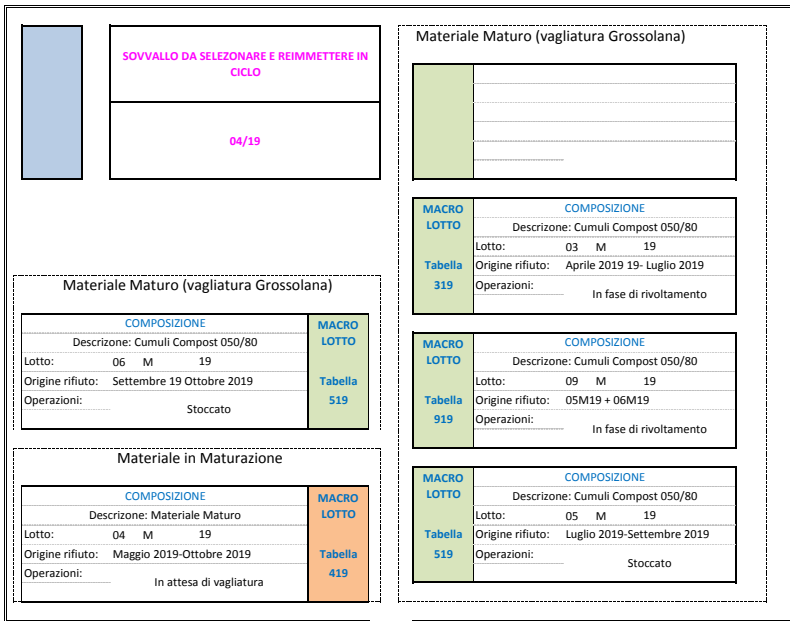 SOVVALLO DA SELEZONARE E REIMMETTERE IN
CICLO
04/19
Materiale Maturo (vagliatura Grossolana)
COMPOSIZIONE
MACRO
Descrizone: Cumuli Compost 050/80
LOTTO
Lotto: 06 M 19
Origine rifiuto: Settembre 19 Ottobre 2019
Tabella
Operazioni:
519
Stoccato
Materiale in Maturazione
COMPOSIZIONE
MACRO
Descrizone: Materiale Maturo
LOTTO
Lotto: 04 M 19
Origine rifiuto: Maggio 2019-Ottobre 2019
Tabella
Operazioni:
419
In attesa di vagliatura
Materiale Maturo (vagliatura Grossolana)
MACRO
COMPOSIZIONE
LOTTO
Descrizone: Cumuli Compost 050/80
Lotto: 03 M 19
Tabella
Origine rifiuto: Aprile 2019 19- Luglio 2019
319
Operazioni:
In fase di rivoltamento
MACRO
COMPOSIZIONE
LOTTO
Descrizone: Cumuli Compost 050/80
Lotto: 09 M 19
Tabella
Origine rifiuto: 05M19 + 06M19
919
Operazioni:
In fase di rivoltamento
MACRO
COMPOSIZIONE
LOTTO
Descrizone: Cumuli Compost 050/80
Lotto: 05 M 19
Tabella
Origine rifiuto: Luglio 2019-Settembre 2019
519
Operazioni:
Stoccato